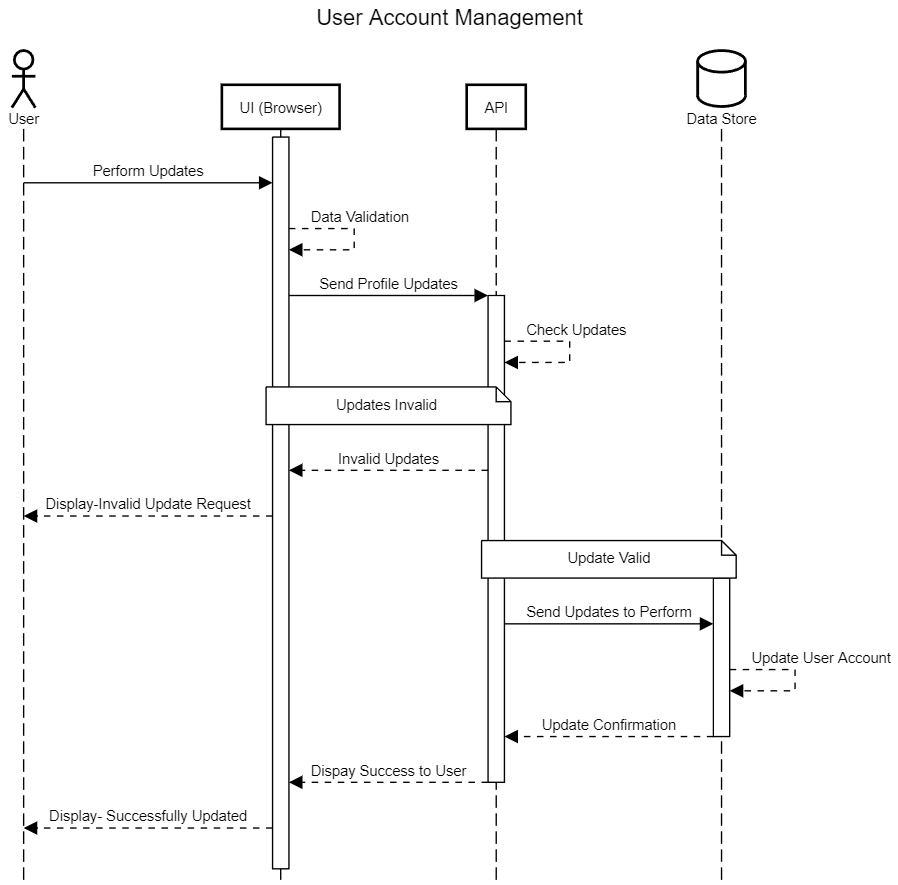 User Account Management
User
UI (Browser)
API
Data Store
Perform Updates
Data Validation
Send Profile Updates
Check Updates
Updates Invalid
Invalid Updates
Display-Invalid Update Request
Update Valid
Send Updates to Perform
Update User Account
Update Confirmation
Dispay Success to User
Display- Successfully Updated